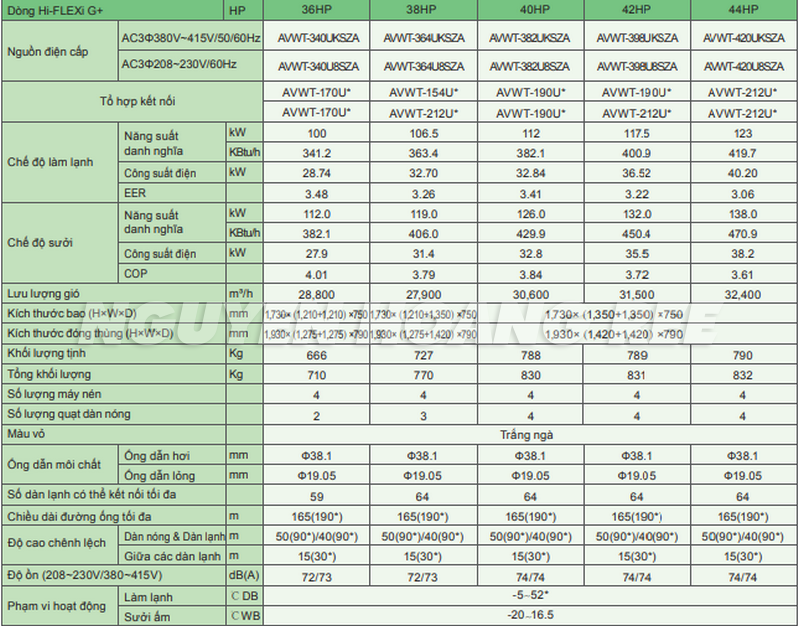 Dòng Hi-FLEXi G+ HP 36HP 38HP 40HP 42HP 44HP
Nguồn điện cấp AC3Φ380V~415V/50/60Hz AVWT-340UKSZA AVWT-364UKSZA AVWT-382UKSZA AVWT-398UKSZA AVWT-420UKSZA
AC3Φ208~230V/60Hz AVWT-340U8SZA AVWT-364U8SZA AVWT-382U8SZA AVWT-398U8SZA AVWT-420U8SZA
Tổ hợp kết nối AVWT-170U* AVWT-154U* AVWT-190U* AVWT-190U* AVWT-212U*
AVWT-170U* AVWT-212U* AVWT-190U* AVWT-212U* AVWT-212U*
Chế độ làm lạnh Năng suất danh nghĩa kW 100 106.5 112 117.5 123
KBtu/h 341.2 363.4 382.1 400.9 419.7
Công suất điện kW 28.74 32.70 32.84 36.52 40.20
EER 3.48 3.26 3.41 3.22 3.06
Chế độ sưởi Năng suất danh nghĩa kW 112.0 119.0 126.0 132.0 138.0
KBtu/h 382.1 406.0 429.9 450.4 470.9
Công suất điện kW 27.9 31.4 32.8 35.5 38.2
COP 4.01 3.79 3.84 3.72 3.61
Lưu lượng gió m³/h 28,800 27,900 30,600 31,500 32,400
Kích thước bao (H×W×D) mm 1,730× (1,210+1,210) ×750 1,730× (1,210+1,350) ×750 1,730× (1,350+1,350) ×750
Kích thước đóng thùng (H×W×D) mm 1,930× (1,275+1,275) ×790 1,930× (1,275+1,420) ×790 1,930× (1,420+1,420) ×790
Khối lượng tịnh Kg 666 727 788 789 790
Tổng khối lượng Kg 710 770 830 831 832
Số lượng máy nén 4 4 4 4 4
Số lượng quạt dàn nóng 2 3 4 4 4
Màu vỏ Trắng ngà
Ống dẫn môi chất Ống dẫn hơi mm Φ38.1 Φ38.1 Φ38.1 Φ38.1 Φ38.1
Ống dẫn lỏng mm Φ19.05 Φ19.05 Φ19.05 Φ19.05 Φ19.05
Số dàn lạnh có thể kết nối tối đa 59 64 64 64 64
Chiều dài đường ống tối đa m 165(190*) 165(190*) 165(190*) 165(190*) 165(190*)
Độ cao chênh lệch Dàn nóng & Dàn lạnh m 50(90*)/40(90*) 50(90*)/40(90*) 50(90*)/40(90*) 50(90*)/40(90*) 50(90*)/40(90*)
Giữa các dàn lạnh m 15(30*) 15(30*) 15(30*) 15(30*) 15(30*)
Độ ồn (208~230V/380~415V) dB(A) 72/73 72/73 74/74 74/74 74/74
Phạm vi hoạt động Làm lạnh ℃ DB -5~52*
Sưởi ấm ℃ WB -20~16.5